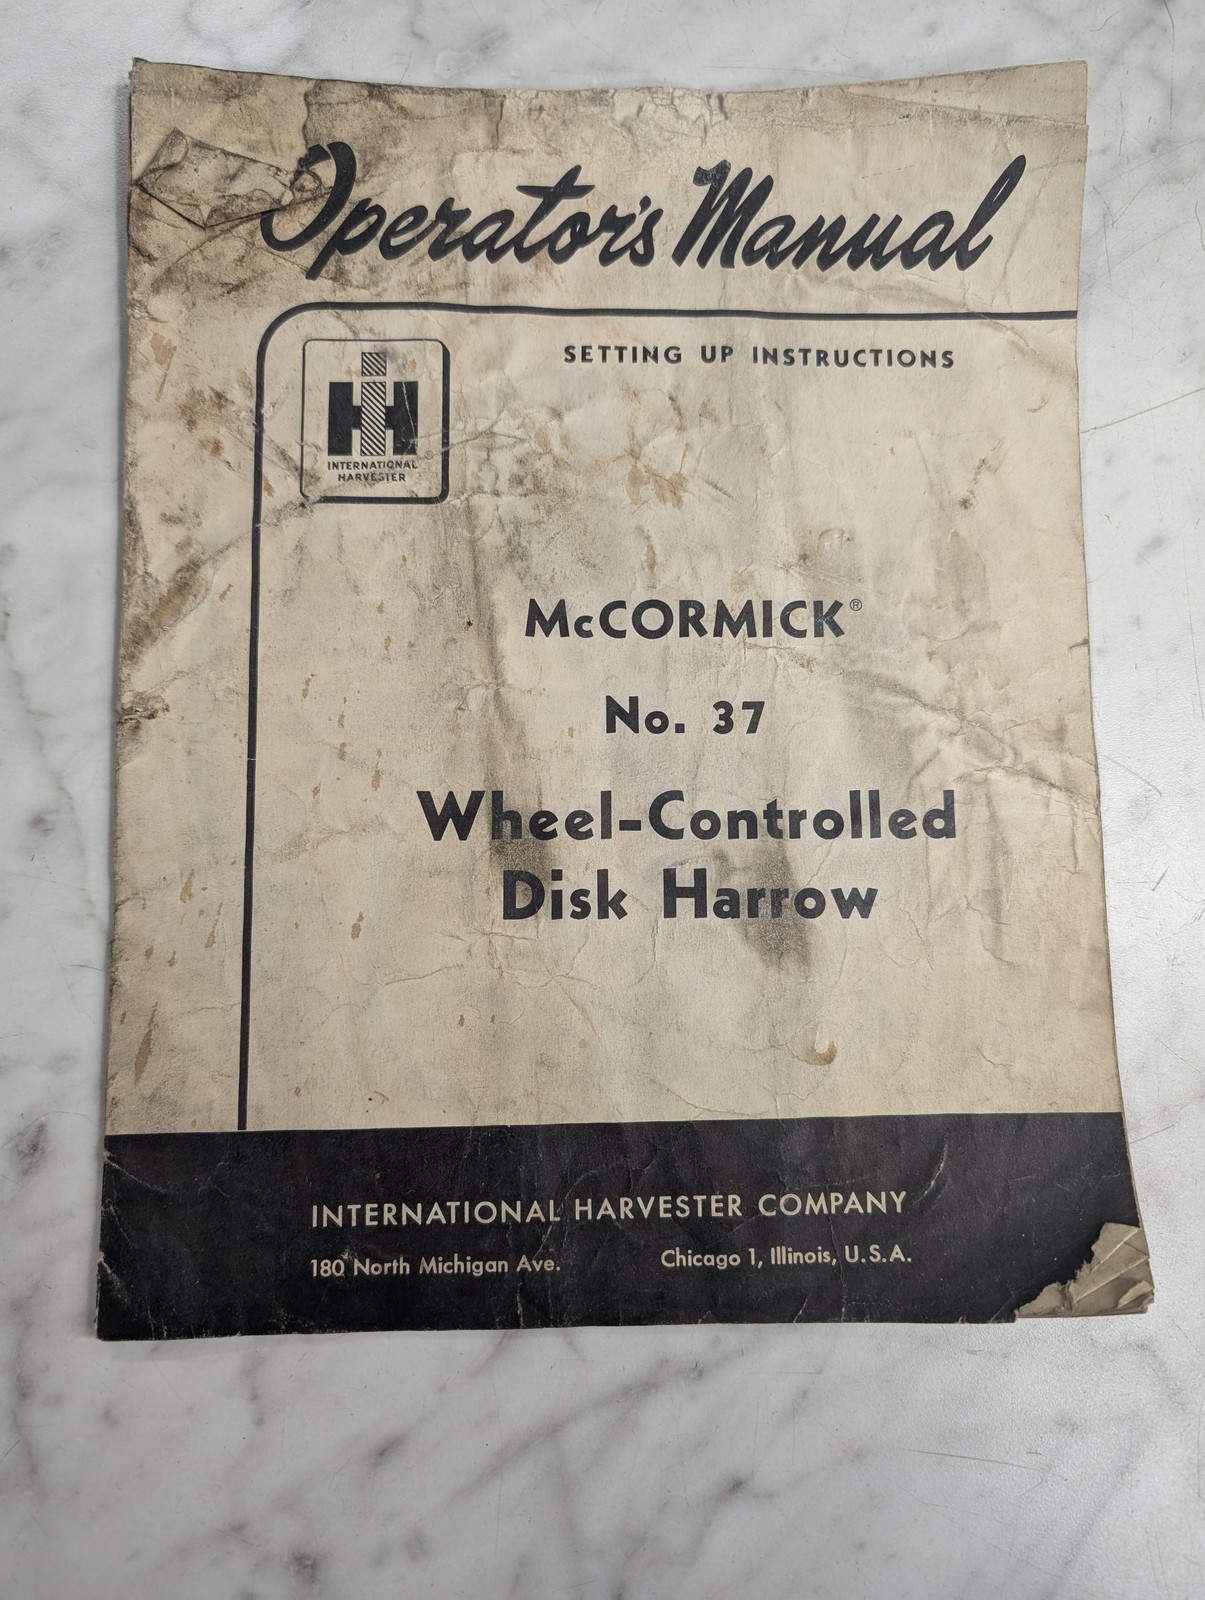 Operator's Manual
SETTING UP INSTRUCTIONS
IH
INTERNATIONAL
HARVESTER
®
McCORMICK®
No. 37
Wheel-Controlled
Disk Harrow
INTERNATIONAL HARVESTER COMPANY
180 North Michigan Ave. Chicago 1, Illinois, U.S.A.